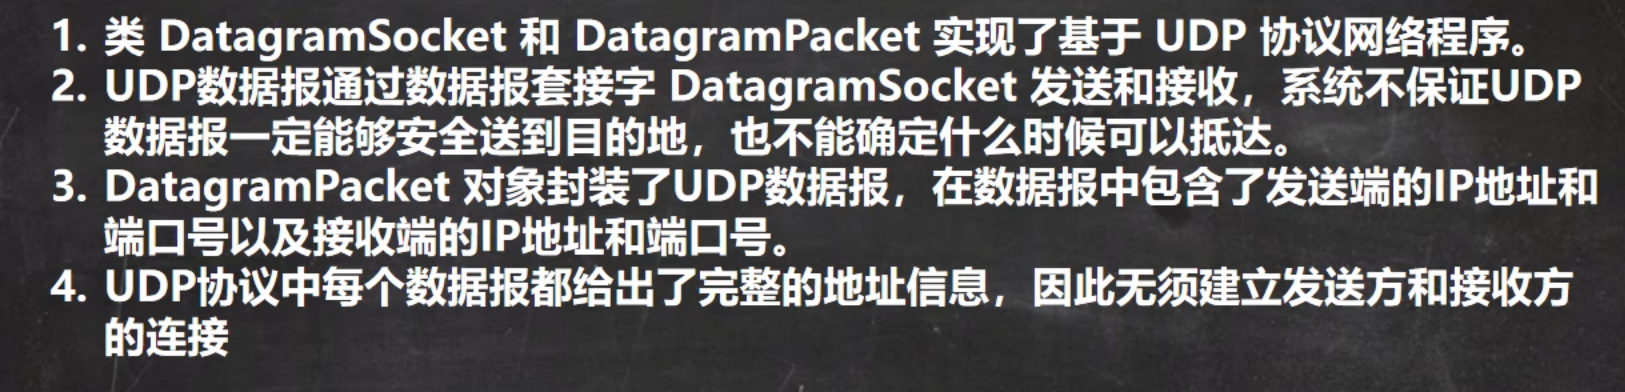 1. 类 DatagramSocket 和 DatagramPacket 实现了基于 UDP 协议网络程序。
2. UDP数据报通过数据报套接字 DatagramSocket 发送和接收，系统不保证UDP
数据报一定能够安全送到目的地，也不能确定什么时候可以抵达。
3. DatagramPacket 对象封装了UDP数据报，在数据报中包含了发送端的IP地址和
端口号以及接收端的IP地址和端口号。
4. UDP协议中每个数据报都给出了完整的地址信息，因此无须建立发送方和接收方
的连接